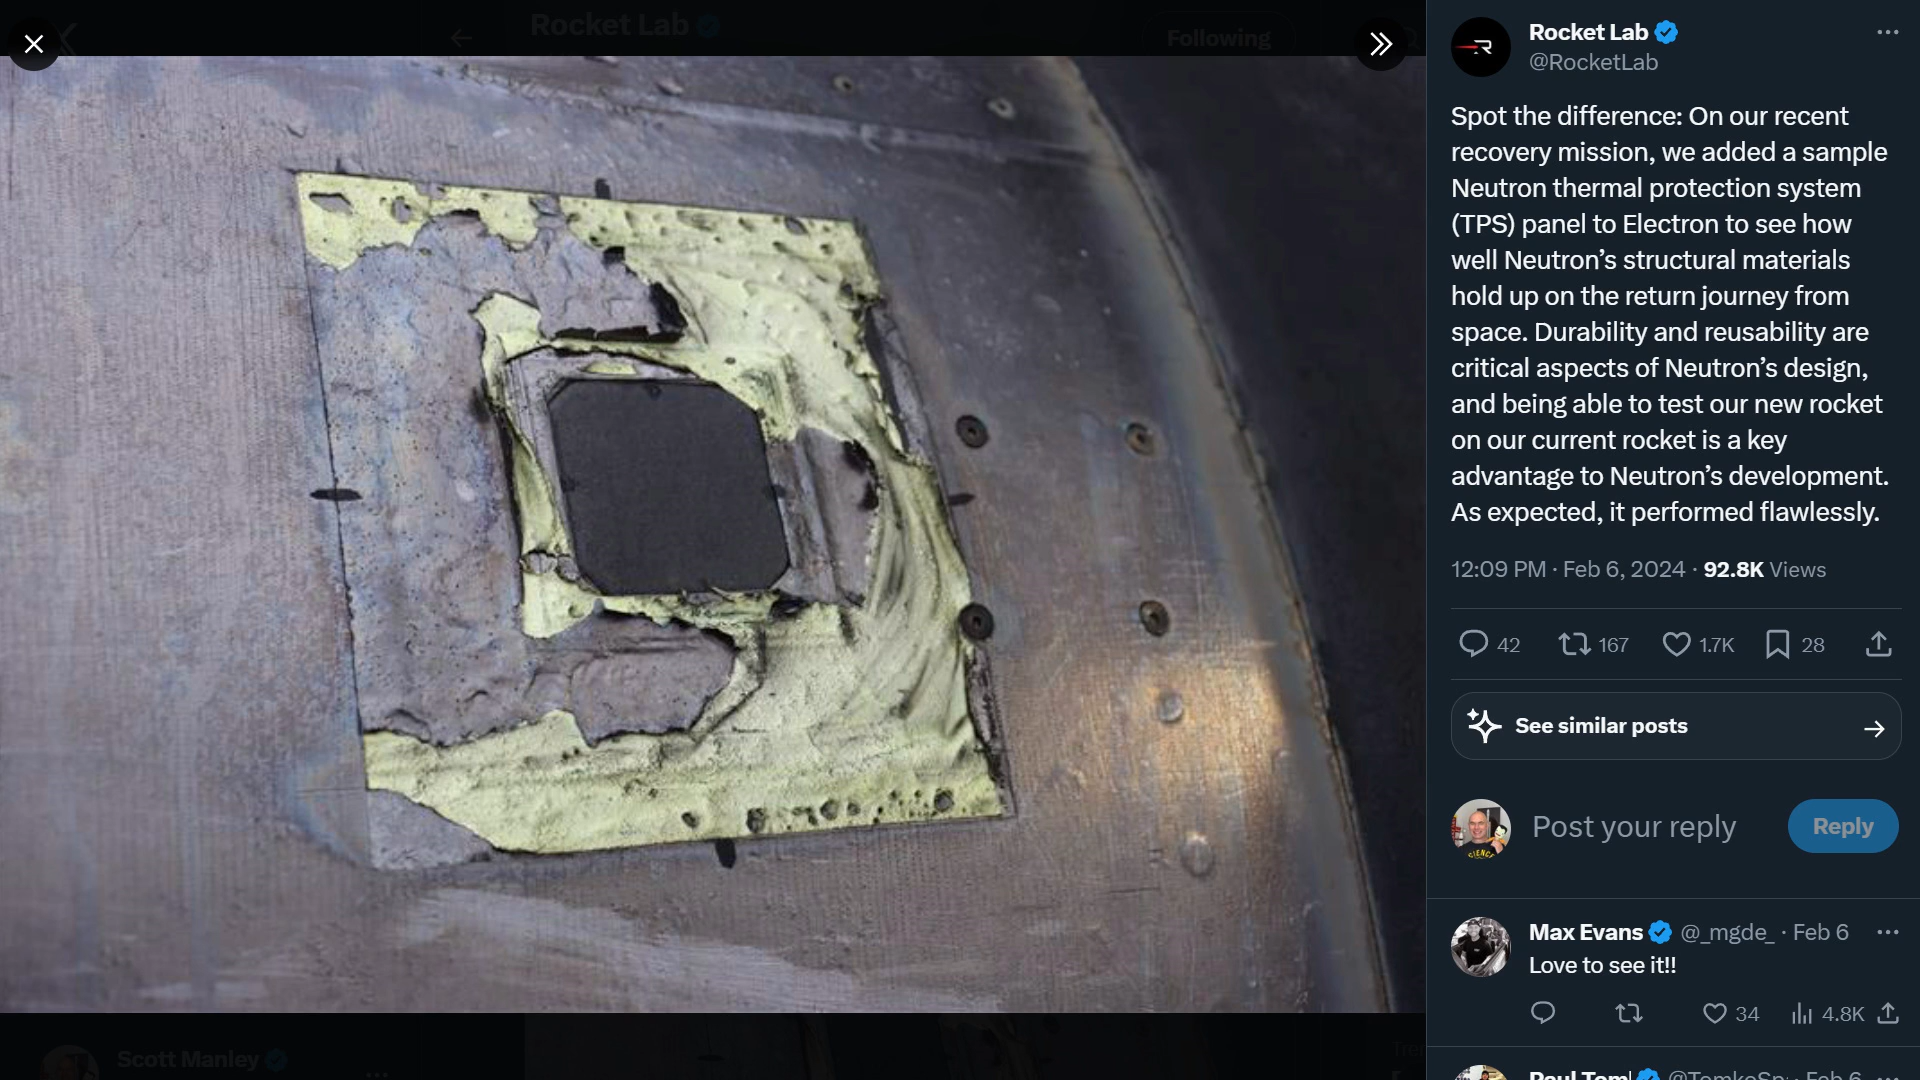 Rocket Lab
Following
Rocket Lab
@RocketLab
Spot the difference: On our recent
recovery mission, we added a sample
Neutron thermal protection system
(TPS) panel to Electron to see how
well Neutron’s structural materials
hold up on the return journey from
space. Durability and reusability are
critical aspects of Neutron’s design,
and being able to test our new rocket
on our current rocket is a key
advantage to Neutron’s development.
As expected, it performed flawlessly.
12:09 PM · Feb 6, 2024 · 92.8K Views
42 167 1.7K 28
See similar posts
Post your reply Reply
Max Evans @_mgde_ · Feb 6
Love to see it!!
34 4.8K
Scott Manley